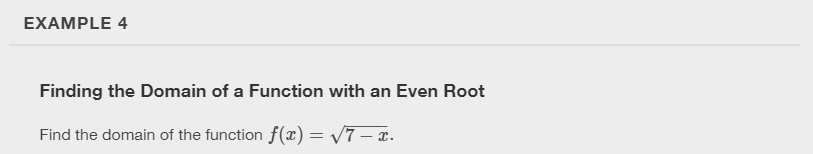 EXAMPLE 4
Finding the Domain of a Function with an Even Root
Find the domain of the function f(x) = √7 − x.